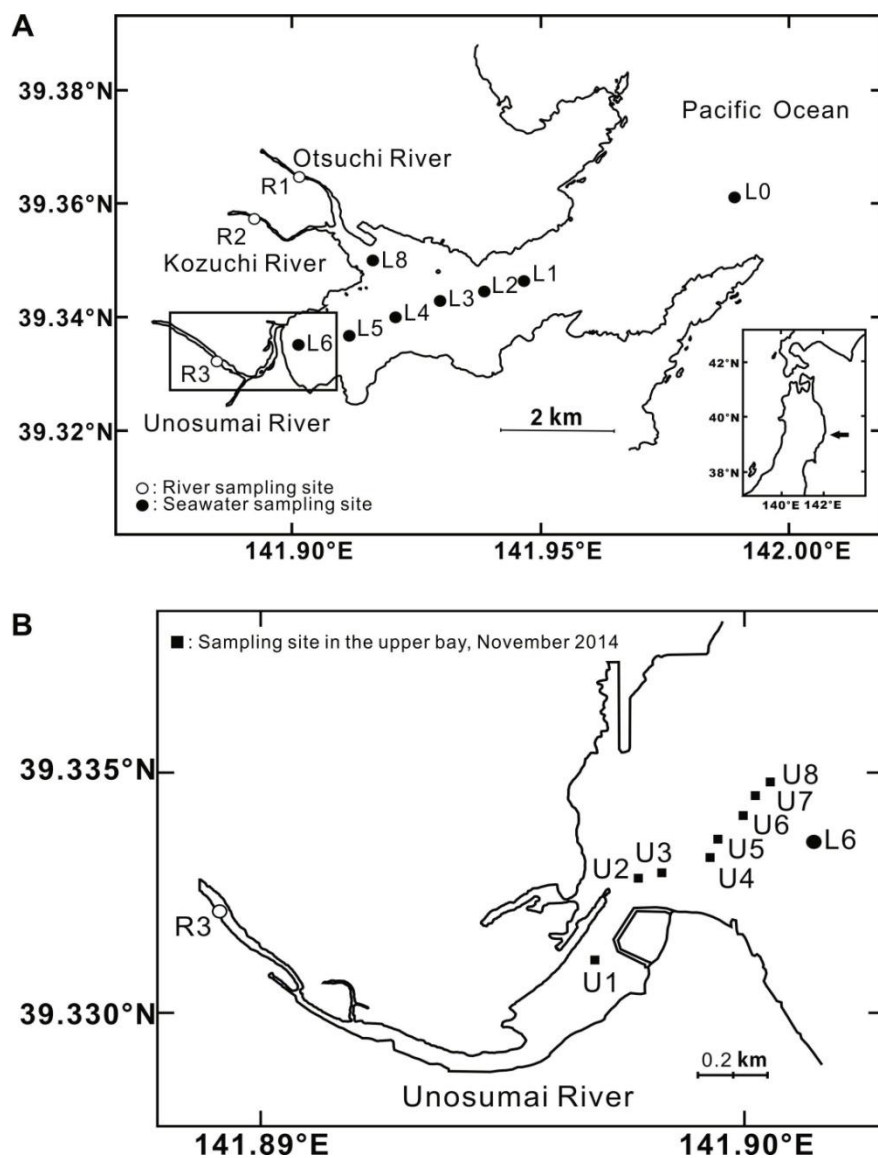 A
39.38°N
39.36°N
39.34°N
39.32°N
Pacific Ocean
Otsuchi River
R1
R2
Kozuchi River
L0
L8
L1
L2
L3
L4
L5
L6
R3
Unosumai River
2 km
42°N
40°N
38°N
140°E 142°E
○: River sampling site
●: Seawater sampling site
141.90°E 141.95°E 142.00°E
B
■: Sampling site in the upper bay, November 2014
39.335°N
39.330°N
U8
U7
U6
L6
U5
U3
U2
U4
R3
U1
0.2 km
Unosumai River
141.89°E 141.90°E